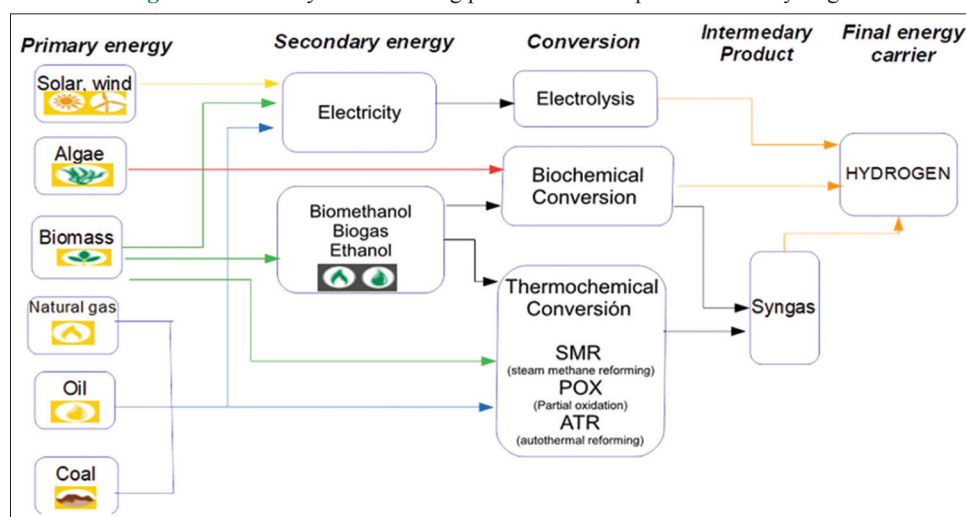 Primary energy
Secondary energy
Conversion
Intermedary
Product
Final energy
carrier
Solar, wind
Electricity
Electrolysis
Algae
Biochemical
Conversion
HYDROGEN
Biomass
Biomethanol
Biogas
Ethanol
Natural gas
Thermochemical
Conversión
SMR
(steam methane reforming)
POX
(Partial oxidation)
ATR
(autothermal reforming)
Syngas
Oil
Coal